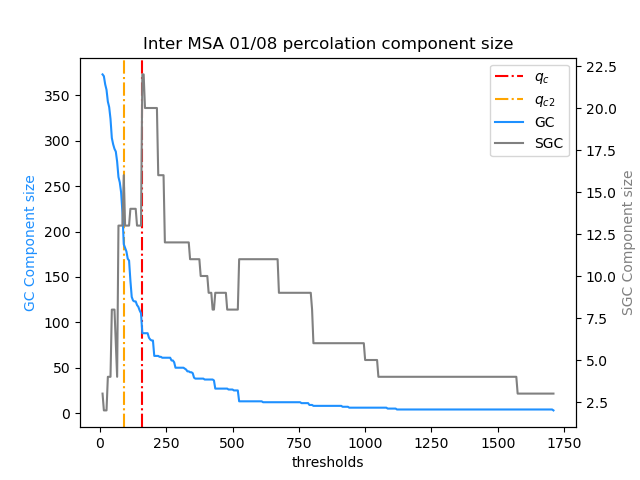 Inter MSA 01/08 percolation component size
GC Component size
350
300
250
200
150
100
50
0
22.5
20.0
17.5
15.0
12.5
10.0
7.5
5.0
2.5
SGC Component size
q_c
q_c2
GC
SGC
0 250 500 750 1000 1250 1500 1750
thresholds